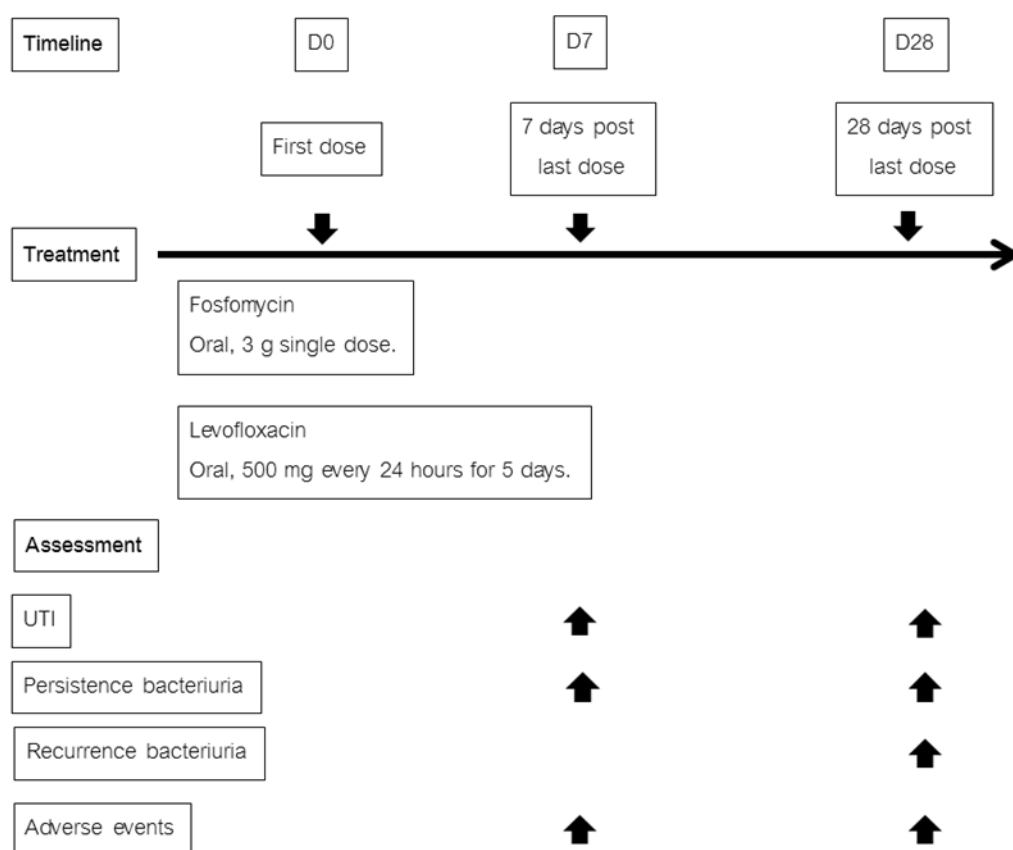 Timeline
D0
D7
D28
First dose
7 days post
last dose
28 days post
last dose
Treatment
Fosfomycin
Oral, 3 g single dose.
Levofloxacin
Oral, 500 mg every 24 hours for 5 days.
Assessment
UTI
Persistence bacteriuria
Recurrence bacteriuria
Adverse events